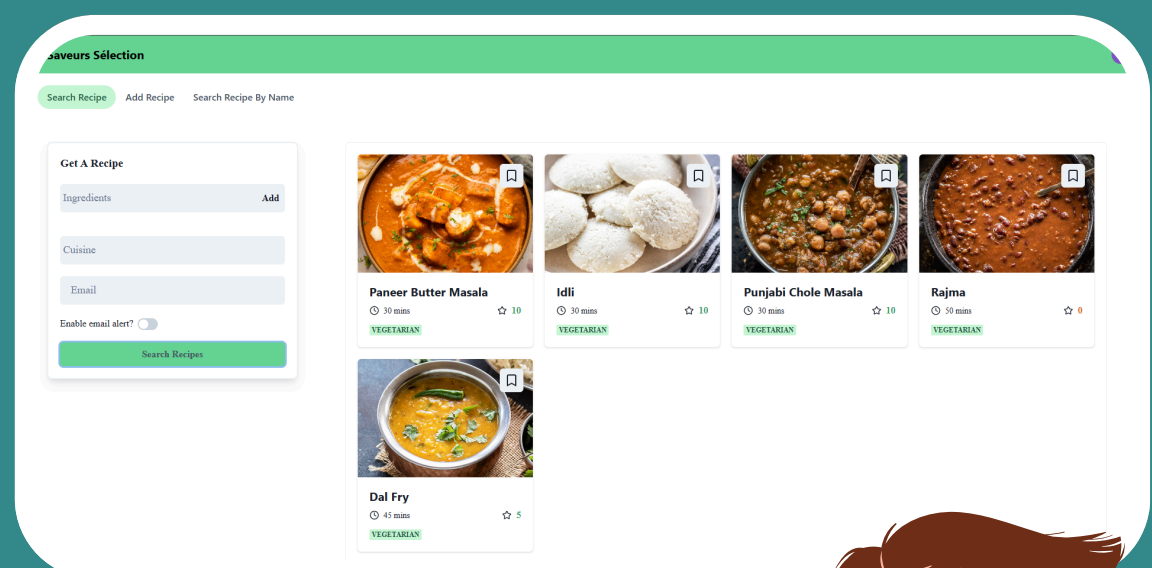 Saveurs Sélection
Search Recipe Add Recipe Search Recipe By Name
Get A Recipe
Ingredients Add
Cuisine
Email
Enable email alert?
Search Recipes
Paneer Butter Masala
30 mins 10
VEGETARIAN
Idli
30 mins 10
VEGETARIAN
Punjabi Chole Masala
30 mins 10
VEGETARIAN
Rajma
50 mins 0
VEGETARIAN
Dal Fry
45 mins 5
VEGETARIAN